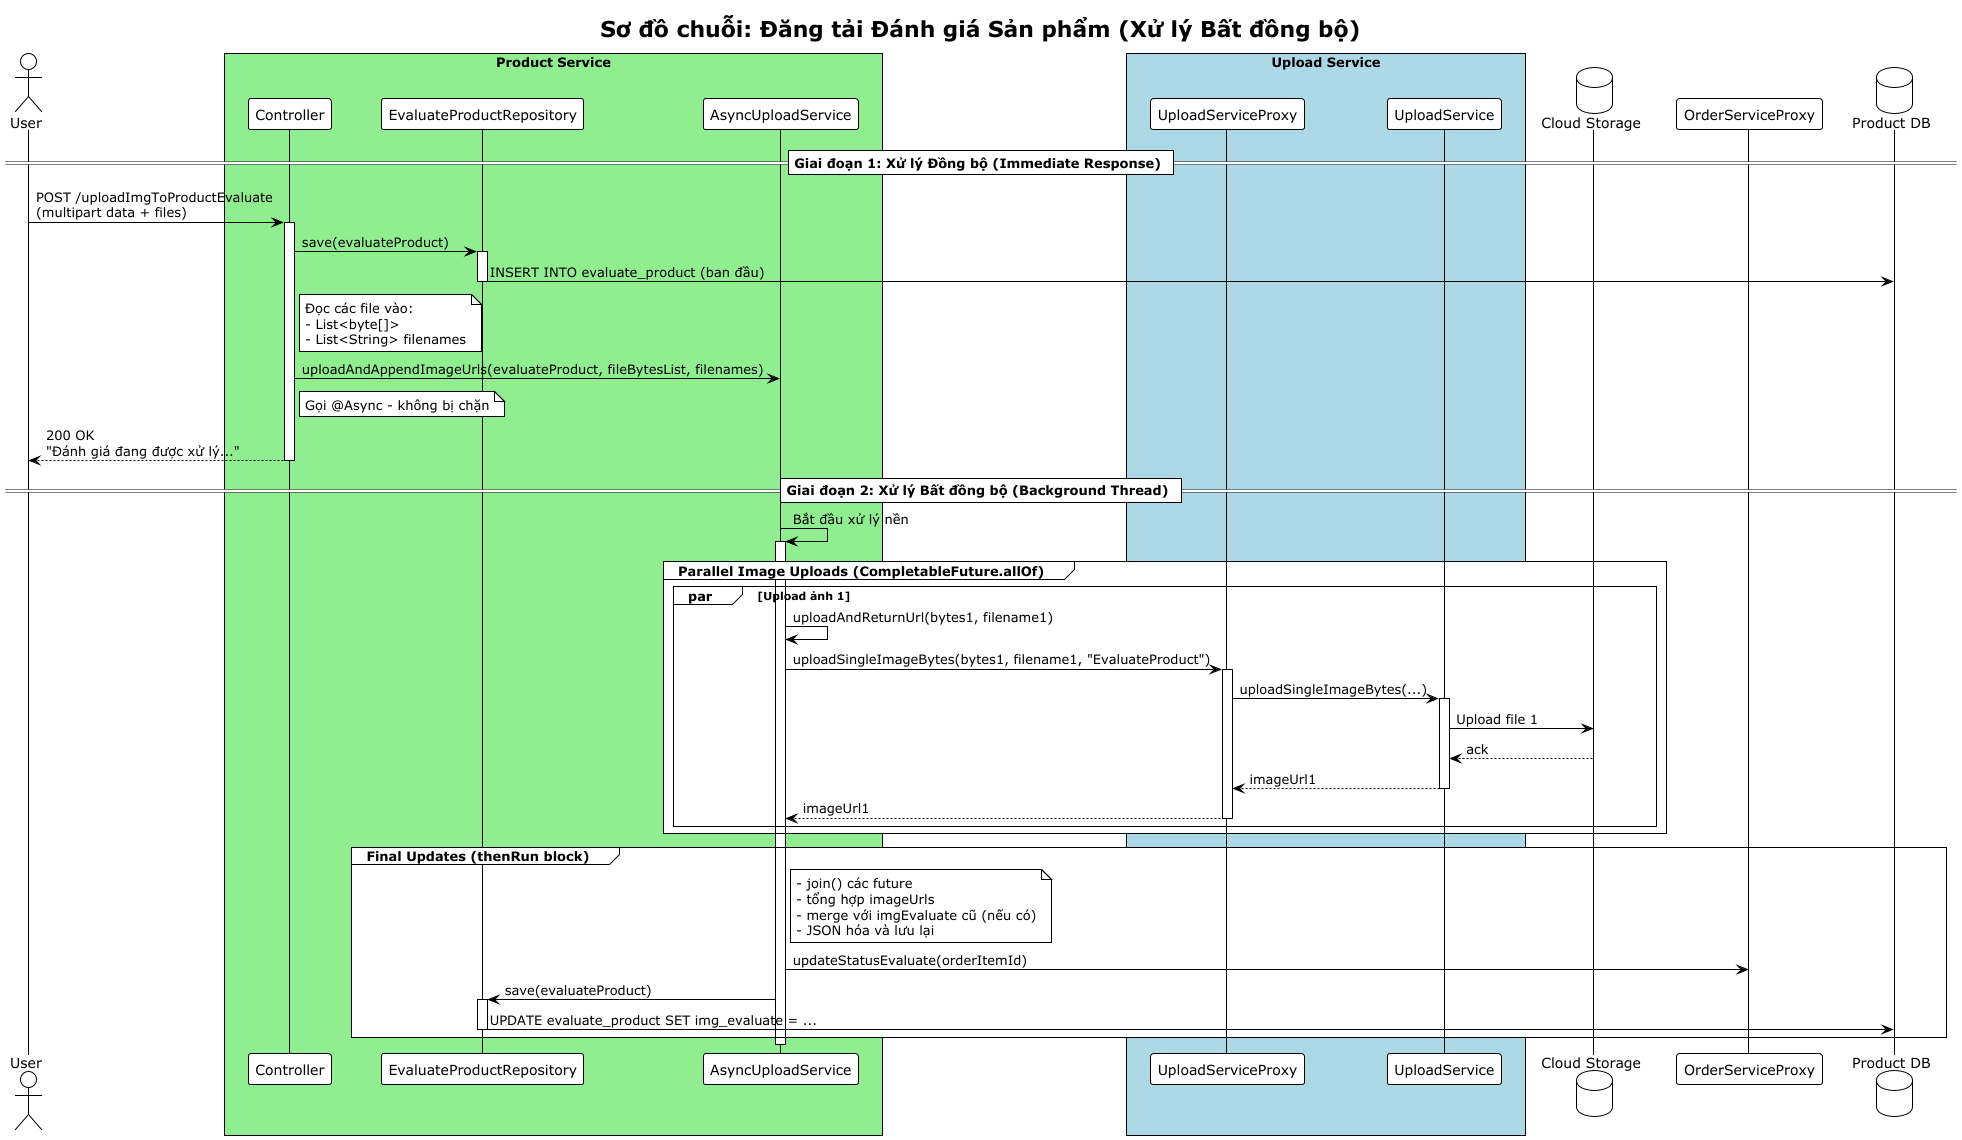 Sơ đồ chuỗi: Đăng tải Đánh giá Sản phẩm (Xử lý Bất đồng bộ)
Product Service
Upload Service
User
Controller
EvaluateProductRepository
AsyncUploadService
UploadServiceProxy
UploadService
Cloud Storage
OrderServiceProxy
Product DB
Giai đoạn 1: Xử lý Đồng bộ (Immediate Response)
POST /uploadImgToProductEvaluate
(multipart data + files)
save(evaluateProduct)
INSERT INTO evaluate_product (ban đầu)
Đọc các file vào:
- List<byte[]>
- List<String> filenames
uploadAndAppendImageUrls(evaluateProduct, fileBytesList, filenames)
Gọi @Async - không bị chặn
200 OK
"Đánh giá đang được xử lý..."
Giai đoạn 2: Xử lý Bất đồng bộ (Background Thread)
Bắt đầu xử lý nền
Parallel Image Uploads (CompletableFuture.allOf)
par [Upload ảnh 1]
uploadAndReturnUrl(bytes1, filename1)
uploadSingleImageBytes(bytes1, filename1, "EvaluateProduct")
uploadSingleImageBytes(...)
Upload file 1
ack
imageUrl1
imageUrl1
Final Updates (thenRun block)
- join() các future
- tổng hợp imageUrls
- merge với imgEvaluate cũ (nếu có)
- JSON hóa và lưu lại
updateStatusEvaluate(orderItemId)
save(evaluateProduct)
UPDATE evaluate_product SET img_evaluate = ...
User
Controller
EvaluateProductRepository
AsyncUploadService
UploadServiceProxy
UploadService
Cloud Storage
OrderServiceProxy
Product DB